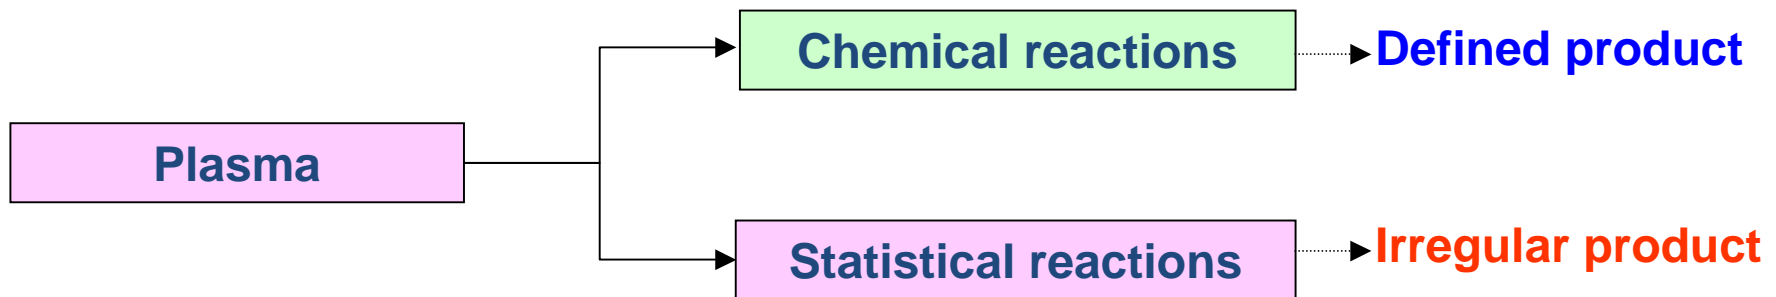 Chemical reactions
Defined product
Plasma
Statistical reactions
Irregular product